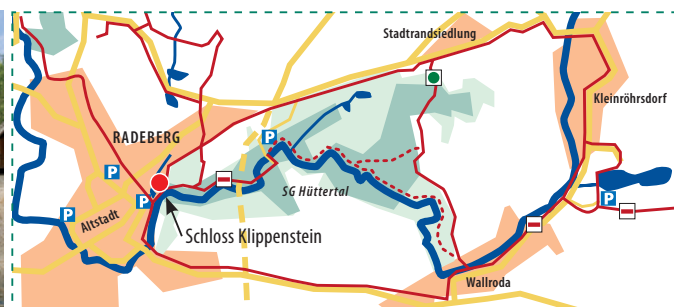 Stadtrandsiedlung
Kleinröhrsdorf
P
RADEBERG
P
SG Hüttertal
P
P
P
Altstadt
Schloss Klippenstein
P
Wallroda